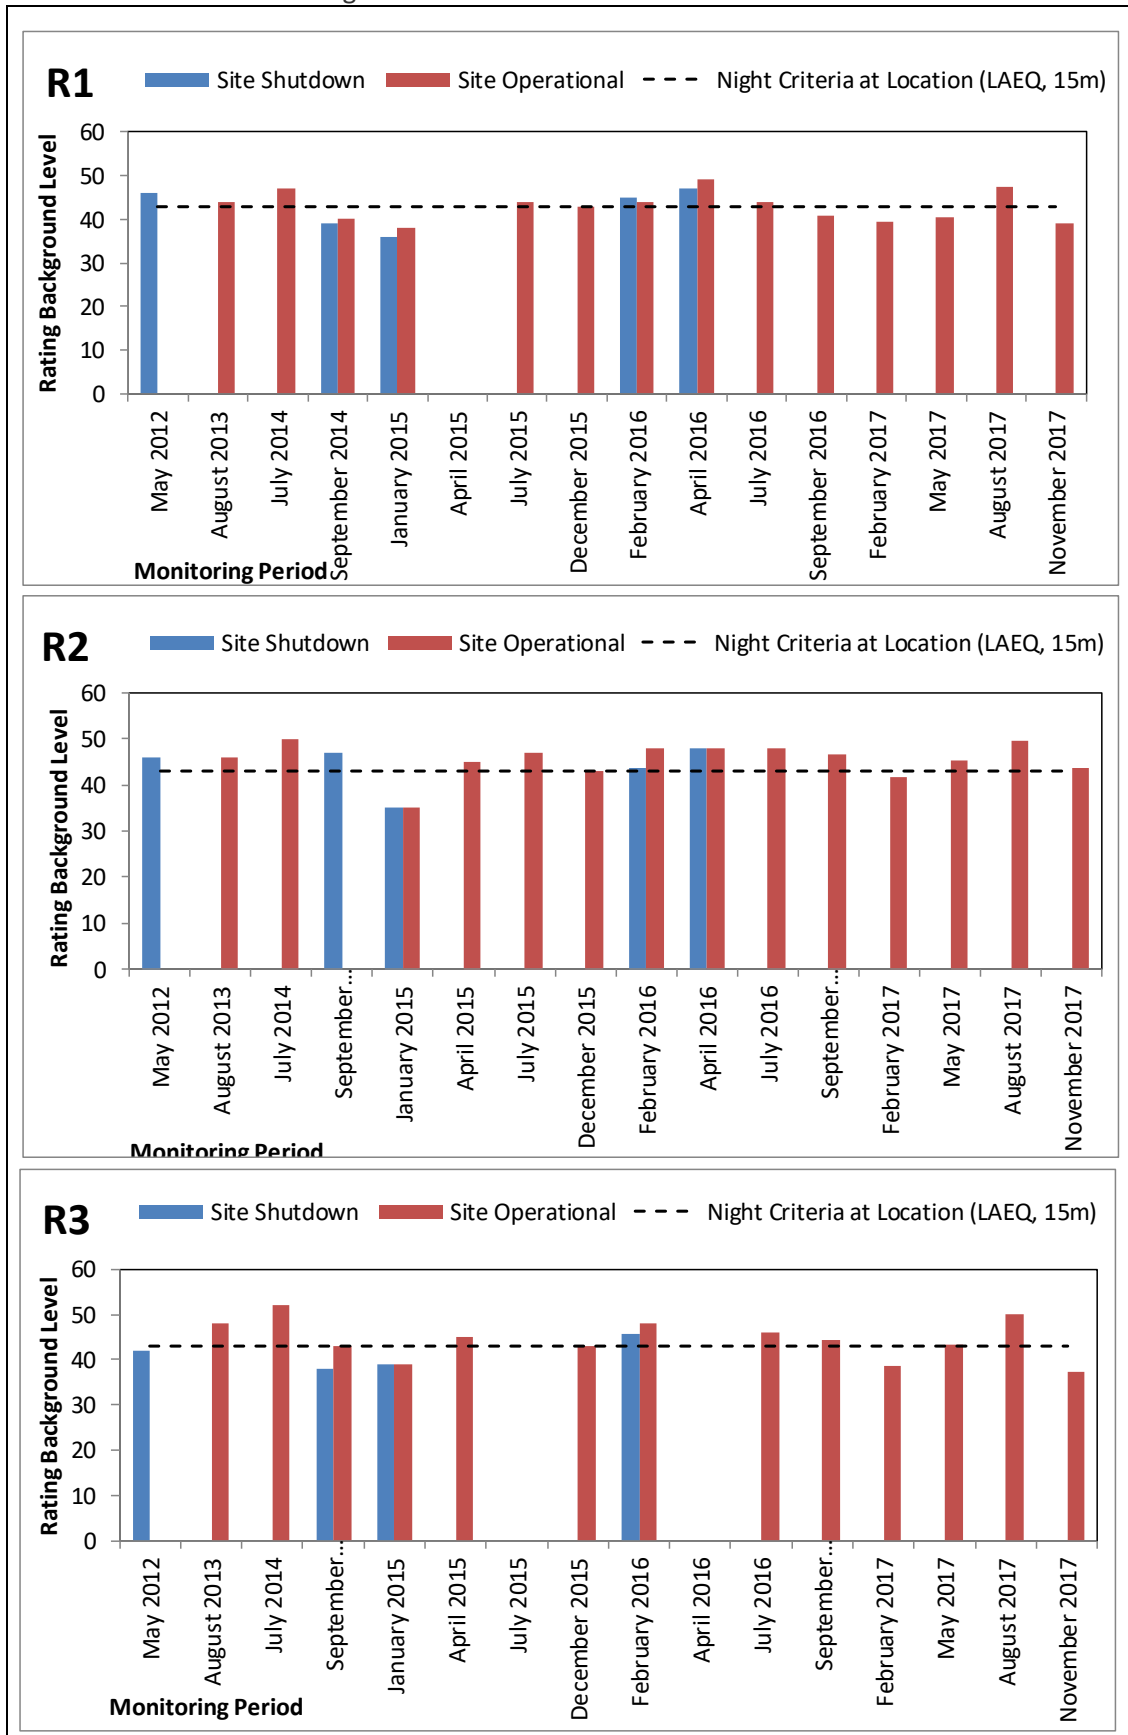 R1
Site Shutdown Site Operational Night Criteria at Location (LAEQ, 15m)
Rating Background Level
60
50
40
30
20
10
0
May 2012
August 2013
July 2014
September 2014
January 2015
April 2015
July 2015
December 2015
February 2016
April 2016
July 2016
September 2016
February 2017
May 2017
August 2017
November 2017
Monitoring Period
R2
Site Shutdown Site Operational Night Criteria at Location (LAEQ, 15m)
Rating Background Level
60
50
40
30
20
10
0
May 2012
August 2013
July 2014
September...
January 2015
April 2015
July 2015
December 2015
February 2016
April 2016
July 2016
September...
February 2017
May 2017
August 2017
November 2017
Monitoring Period
R3
Site Shutdown Site Operational Night Criteria at Location (LAEQ, 15m)
Rating Background Level
60
50
40
30
20
10
0
May 2012
August 2013
July 2014
September...
January 2015
April 2015
July 2015
December 2015
February 2016
April 2016
July 2016
September...
February 2017
May 2017
August 2017
November 2017
Monitoring Period